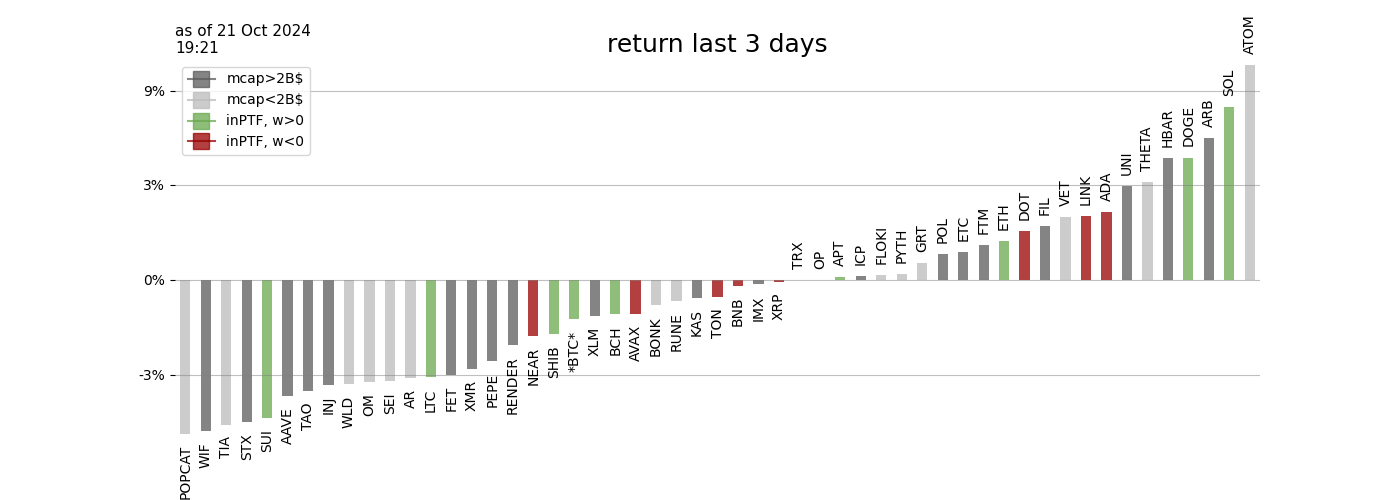 as of 21 Oct 2024
19:21
return last 3 days
mcap>2B$
mcap<2B$
inPTF, w>0
inPTF, w<0
9%
3%
0%
-3%
POPCAT
WIF
TIA
STX
SUI
AAVE
TAO
INJ
WLD
OM
SEI
AR
LTC
FET
XMR
PEPE
RENDER
NEAR
SHIB
*BTC*
XLM
BCH
AVAX
BONK
RUNE
KAS
TON
BNB
IMX
XRP
TRX
OP
APT
ICP
FLOKI
PYTH
GRT
POL
ETC
FTM
ETH
DOT
FIL
VET
LINK
ADA
UNI
THETA
HBAR
DOGE
ARB
SOL
ATOM